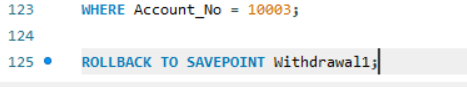 123 WHERE Account_No = 10003;
124
125 ROLLBACK TO SAVEPOINT Withdrawal1;